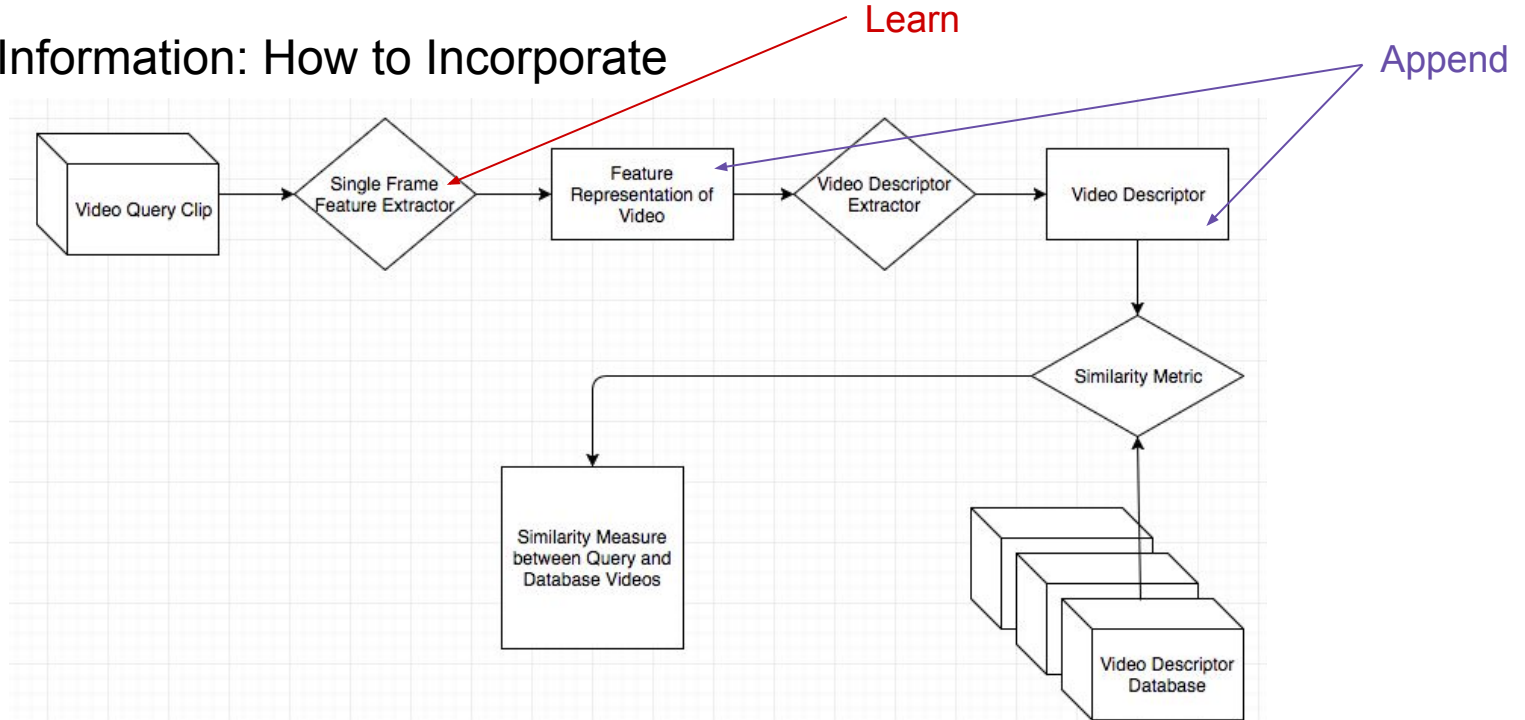 Learn
Information: How to Incorporate
Append
Video Query Clip
Single Frame
Feature Extractor
Feature
Representation of
Video
Video Descriptor
Extractor
Video Descriptor
Similarity Metric
Similarity Measure
between Query and
Database Videos
Video Descriptor
Database